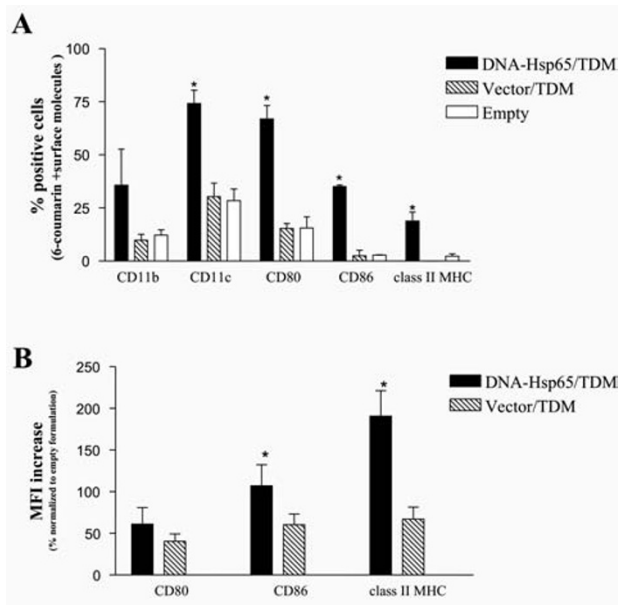 A
% positive cells
(6-coumarin +surface molecules )
100
75
50
25
0
* * * *
CD11b CD11c CD80 CD86 class II MHC
DNA-Hsp65/TDM
Vector/TDM
Empty
B
MFI increase
(% normalized to empty formulation)
250
200
150
100
50
0
* *
CD80 CD86 class II MHC
DNA-Hsp65/TDM
Vector/TDM